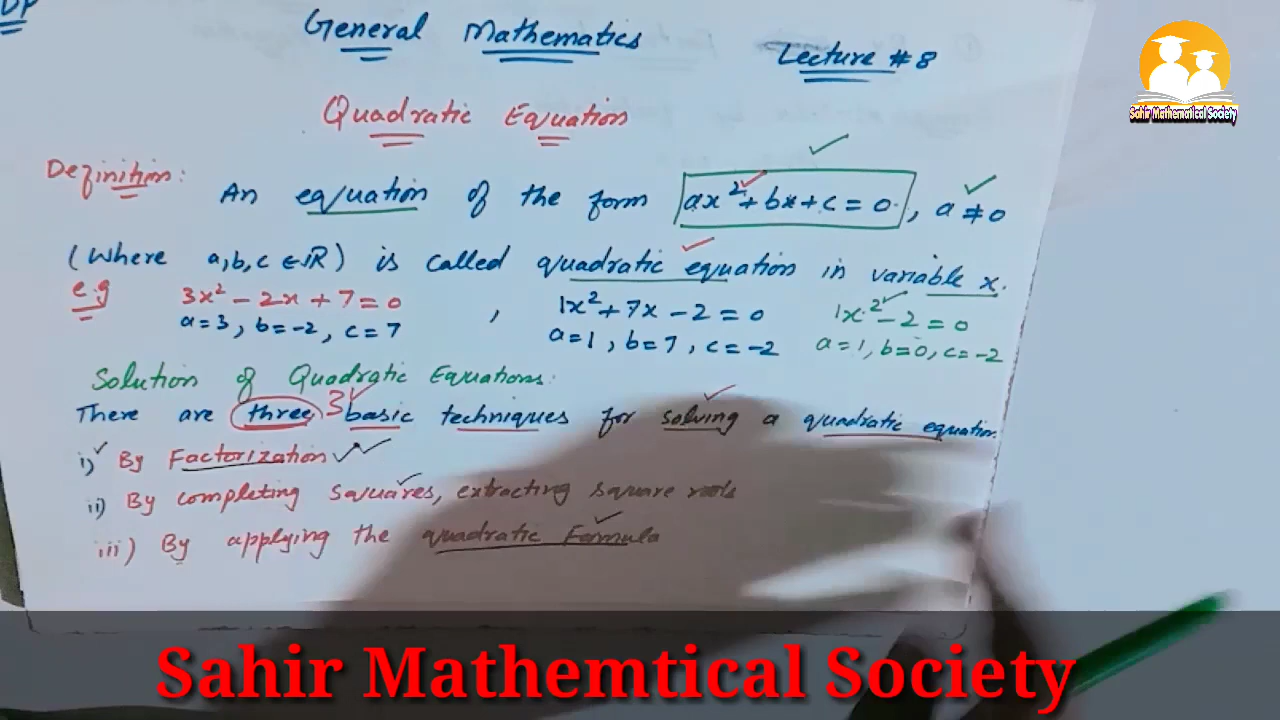 DP
General Mathematics
Lecture # 8
Sahir Mathematical Society
Quadratic Equation
Definition:
An equation of the form ax² + bx + c = 0, a ≠ 0
(Where a, b, c ∈ ℝ) is called quadratic equation in variable x.
e.g 3x² - 2x + 7 = 0 , 1x² + 7x - 2 = 0 1x² - 2 = 0
a = 3, b = -2, c = 7 a = 1, b = 7, c = -2 a = 1, b = 0, c = -2
Solution of Quadratic Equations:
There are three 3 basic techniques for solving a quadratic equation.
i) By Factorization
ii) By completing squares, extracting square roots
iii) By applying the quadratic Formula
Sahir Mathemtical Society